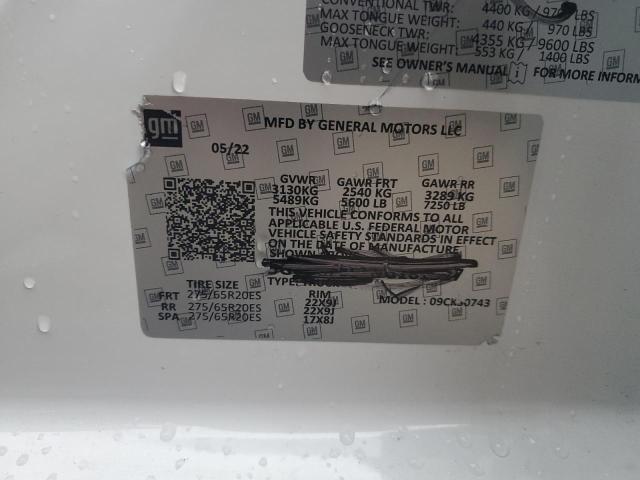 CONVENTIONAL TWR: 4400 KG / LBS
MAX TONGUE WEIGHT: 440 KG / 970 LBS
GOOSENECK TWR: 4355 KG / 9600 LBS
MAX TONGUE WEIGHT: 553 KG / 1400 LBS
SEE OWNER'S MANUAL FOR MORE INFORM
gm MFD BY GENERAL MOTORS LLC
05/22
GVWR GAWR FRT GAWR RR
3130KG 2540 KG 3289 KG
5489KG 5600 LB 7250 LB
THIS VEHICLE CONFORMS TO ALL
APPLICABLE U.S. FEDERAL MOTOR
VEHICLE SAFETY STANDARDS IN EFFECT
ON THE DATE OF MANUFACTURE
SHOWN
TYPE:
TIRE SIZE RIM MODEL :
FRT 275/65R20ES 22X9J
RR 275/65R20ES 22X9J
SPA 275/65R20ES 17X8J